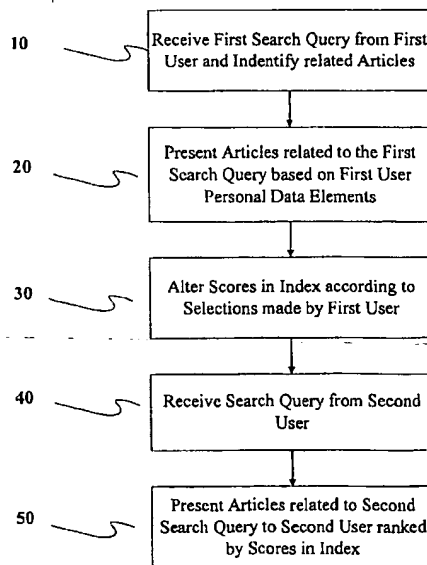 10
Receive First Search Query from First
User and Indentify related Articles
20
Present Articles related to the First
Search Query based on First User
Personal Data Elements
30
Alter Scores in Index according to
Selections made by First User
40
Receive Search Query from Second
User
50
Present Articles related to Second
Search Query to Second User ranked
by Scores in Index